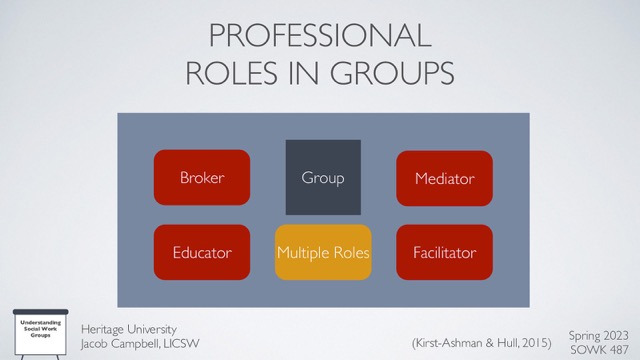 PROFESSIONAL
ROLES IN GROUPS
Broker
Group
Mediator
Educator
Multiple Roles
Facilitator
Understanding
Social Work
Groups
Heritage University
Jacob Campbell, LICSW
(Kirst-Ashman & Hull, 2015)
Spring 2023
SOWK 487